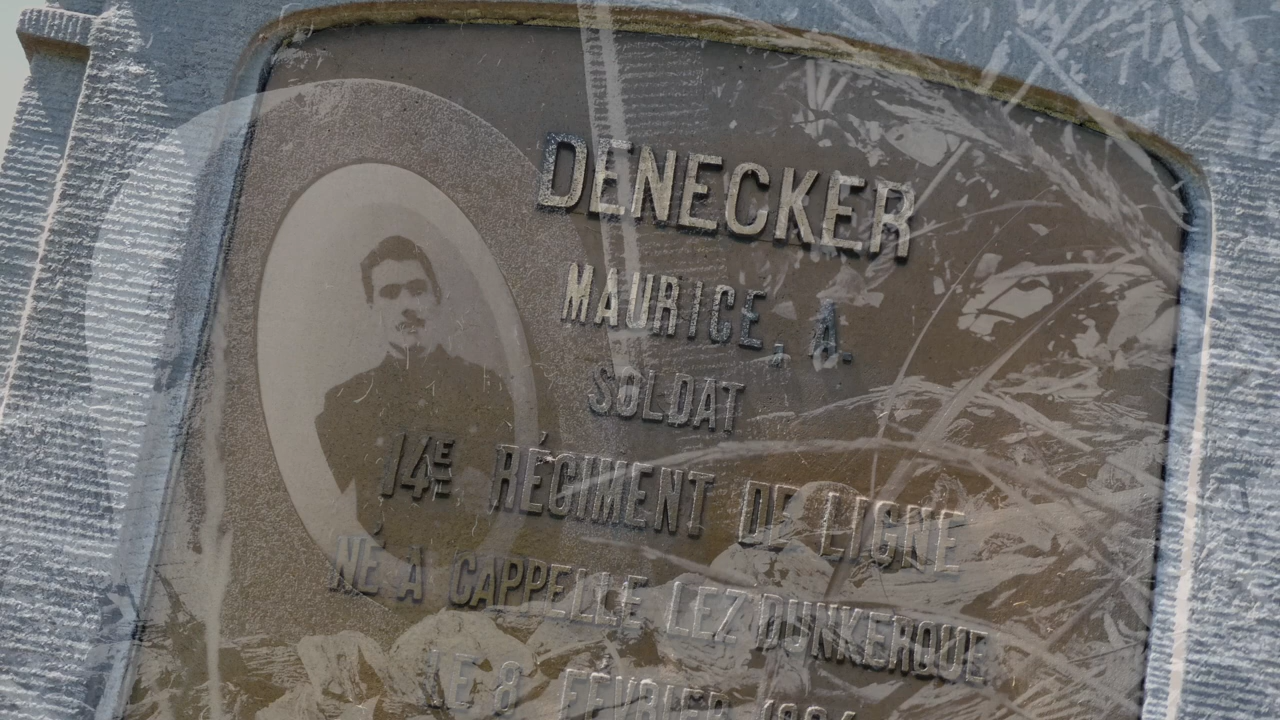 DENECKER
MAURICE, A.
SOLDAT
14E RÉGIMENT DE LIGNE
NÉ A CAPPELLE LEZ DUNKERQUE
LE 8 FÉVRIER